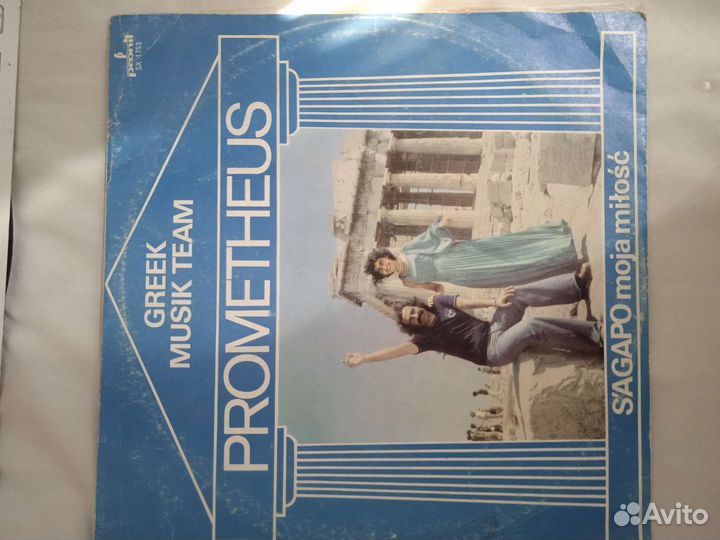 pronit
SX 1753
GREEK
MUSIK TEAM
PROMETHEUS
S'AGAPO moja miłość
Avito